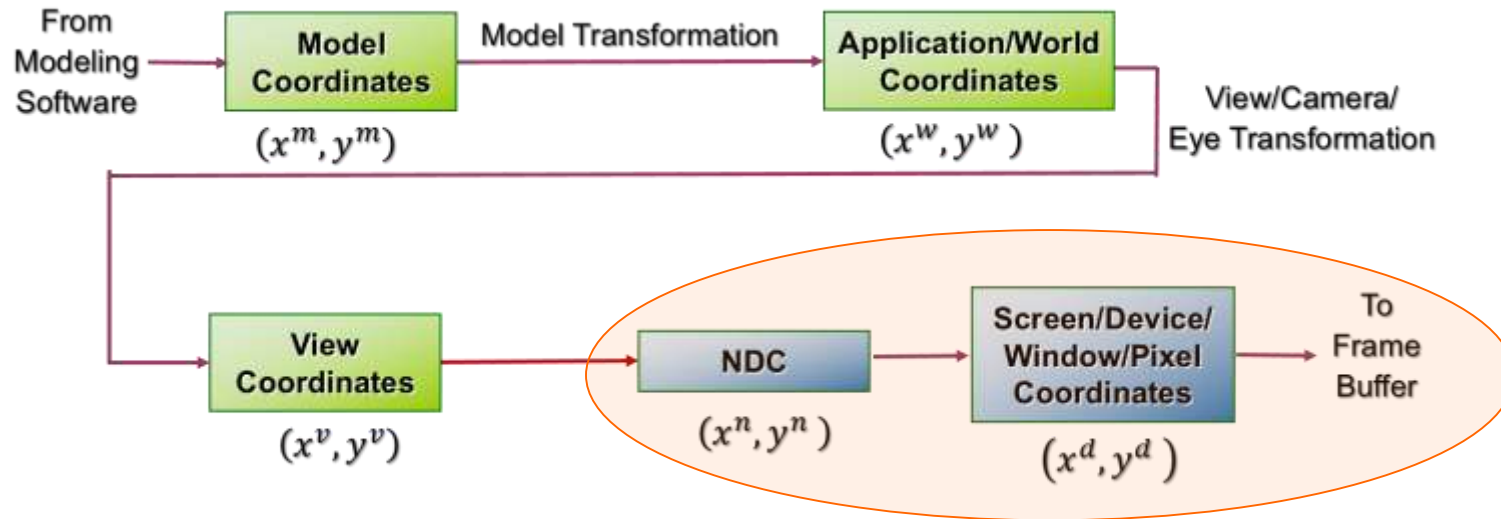 From
Modeling
Software
Model
Coordinates
(x^m, y^m)
Model Transformation
Application/World
Coordinates
(x^w, y^w )
View/Camera/
Eye Transformation
View
Coordinates
(x^v, y^v)
NDC
(x^n, y^n )
Screen/Device/
Window/Pixel
Coordinates
(x^d, y^d )
To
Frame
Buffer